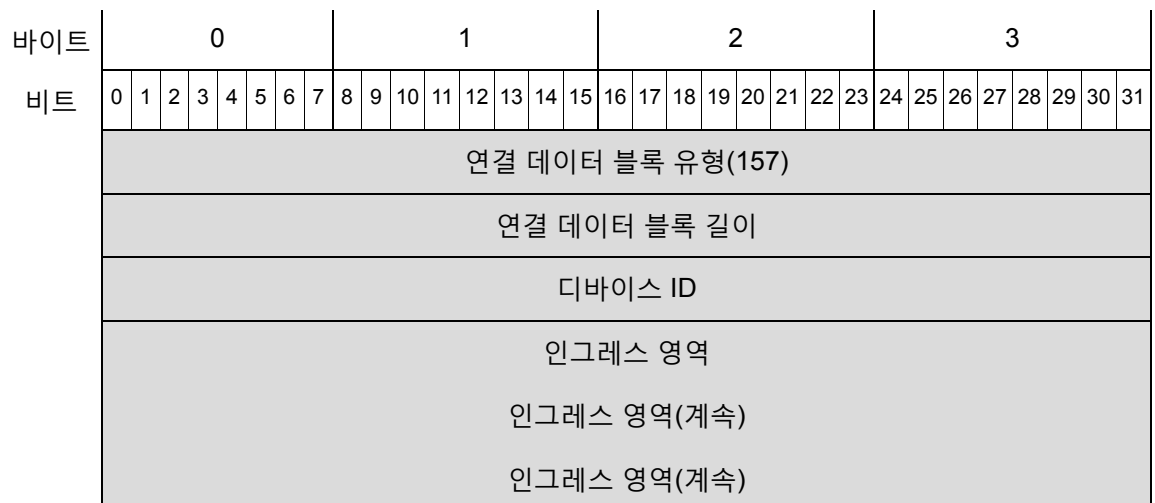 바이트 0 1 2 3
비트 0 1 2 3 4 5 6 7 8 9 10 11 12 13 14 15 16 17 18 19 20 21 22 23 24 25 26 27 28 29 30 31
연결 데이터 블록 유형(157)
연결 데이터 블록 길이
디바이스 ID
인그레스 영역
인그레스 영역(계속)
인그레스 영역(계속)